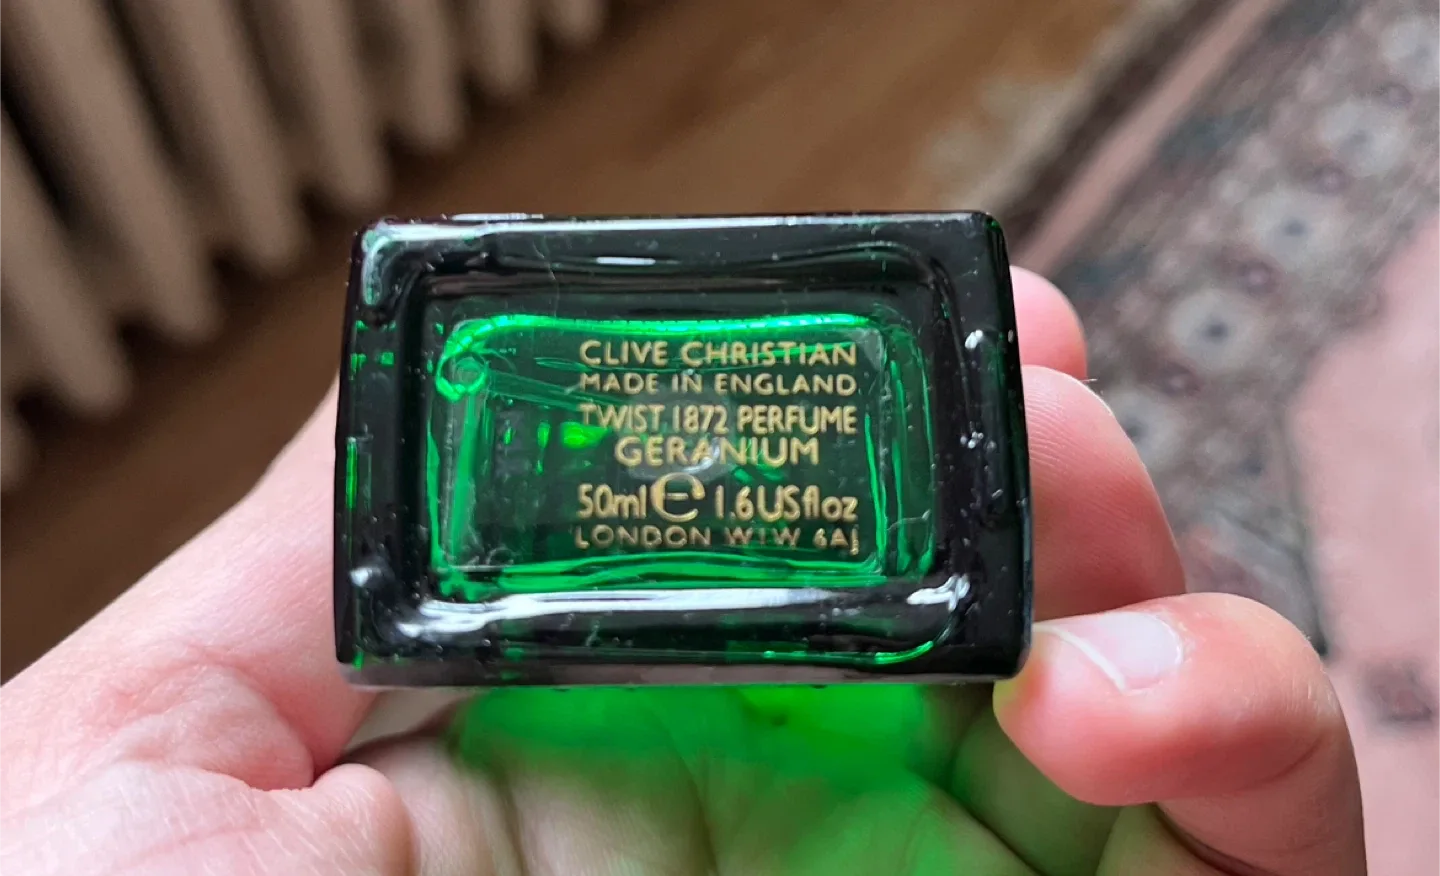 CLIVE CHRISTIAN
MADE IN ENGLAND
TWIST 1872 PERFUME
GERANIUM
50ml e 1.6 US fl oz
LONDON W1W 6AJ